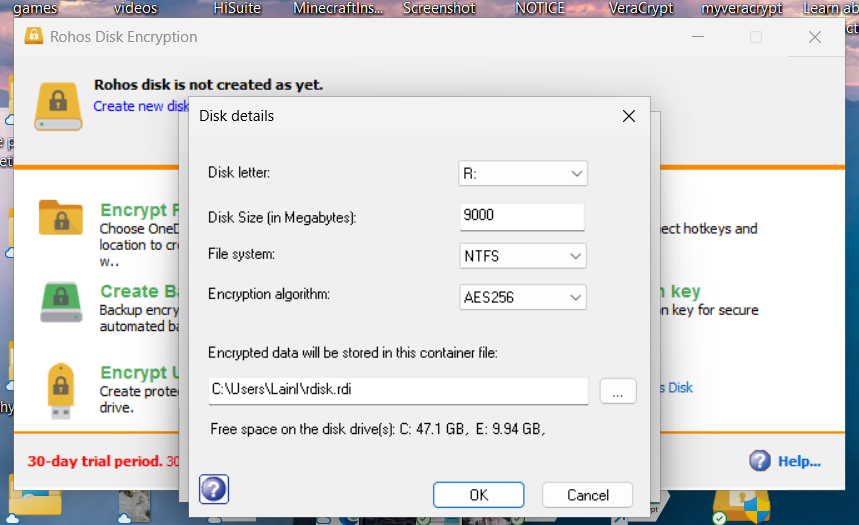 games videos HiSuite MinecraftIns... Screenshot NOTICE VeraCrypt myveracrypt Learn ab
Rohos Disk Encryption
Rohos disk is not created as yet.
Create new disk
Disk details
Disk letter: R:
Disk Size (in Megabytes): 9000
File system: NTFS
Encryption algorithm: AES256
Encrypted data will be stored in this container file:
C:\Users\LainI\rdisk.rdi
...
Free space on the disk drive(s): C: 47.1 GB, E: 9.94 GB,
OK Cancel
Encrypt F
Choose OneD
location to cr
w..
ect hotkeys and
Create Ba
Backup encry
automated ba
n key
on key for secure
Encrypt U
Create prote
drive.
s Disk
30-day trial period. 30
Help...